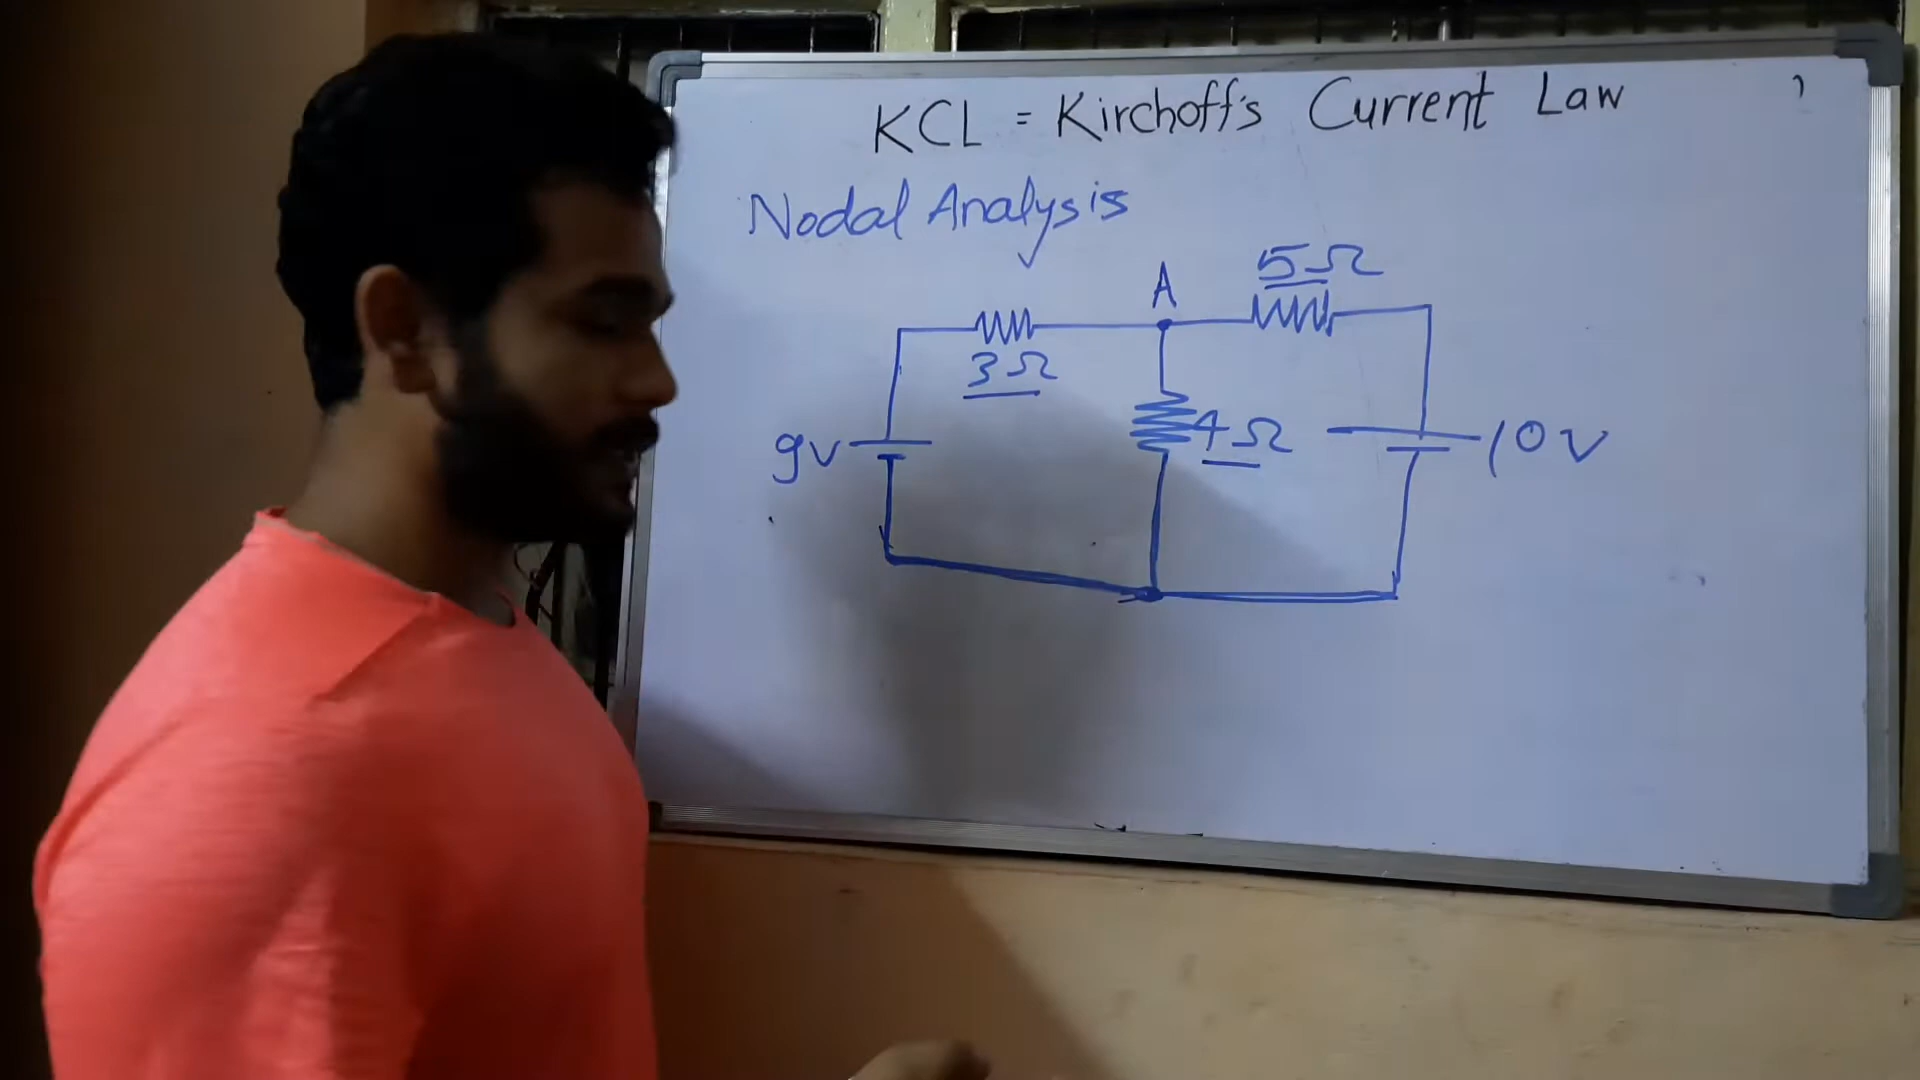 KCL = Kirchoff's Current Law
Nodal Analysis
A
5Ω
3Ω
4Ω
9V
10V